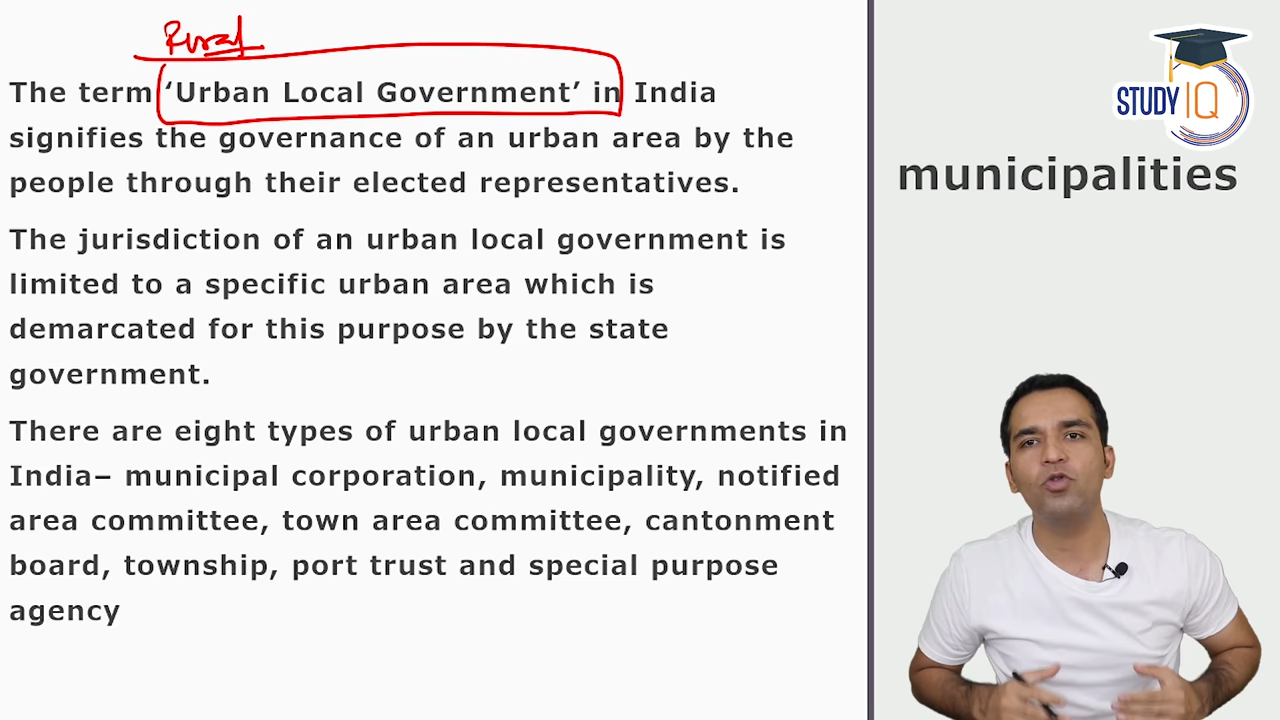 Rural
The term ‘Urban Local Government’ in India
signifies the governance of an urban area by the
people through their elected representatives.
The jurisdiction of an urban local government is
limited to a specific urban area which is
demarcated for this purpose by the state
government.
There are eight types of urban local governments in
India– municipal corporation, municipality, notified
area committee, town area committee, cantonment
board, township, port trust and special purpose
agency
STUDY IQ
municipalities